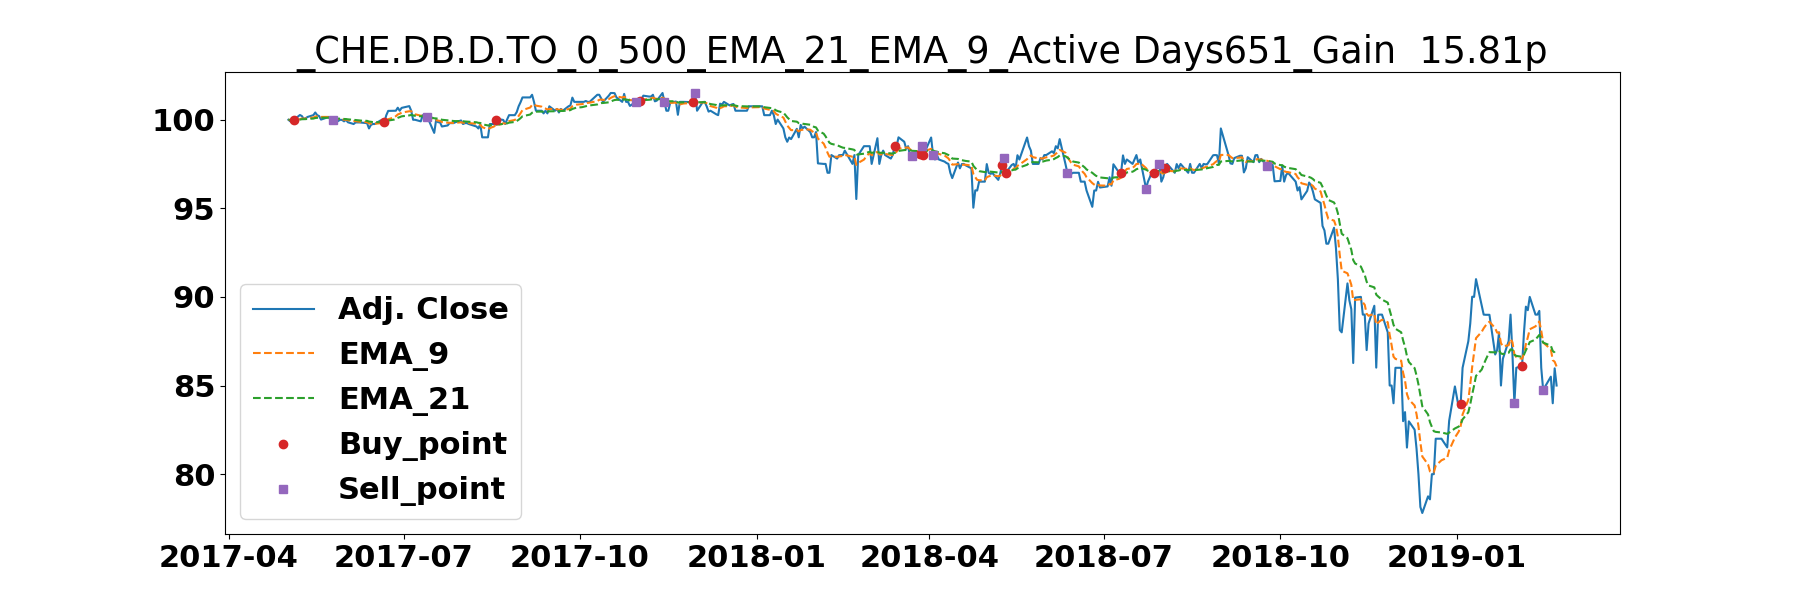 _CHE.DB.D.TO_0_500_EMA_21_EMA_9_Active Days651_Gain  15.81p
100
95
90
85
80
Adj. Close
EMA_9
EMA_21
Buy_point
Sell_point
2017-04 2017-07 2017-10 2018-01 2018-04 2018-07 2018-10 2019-01